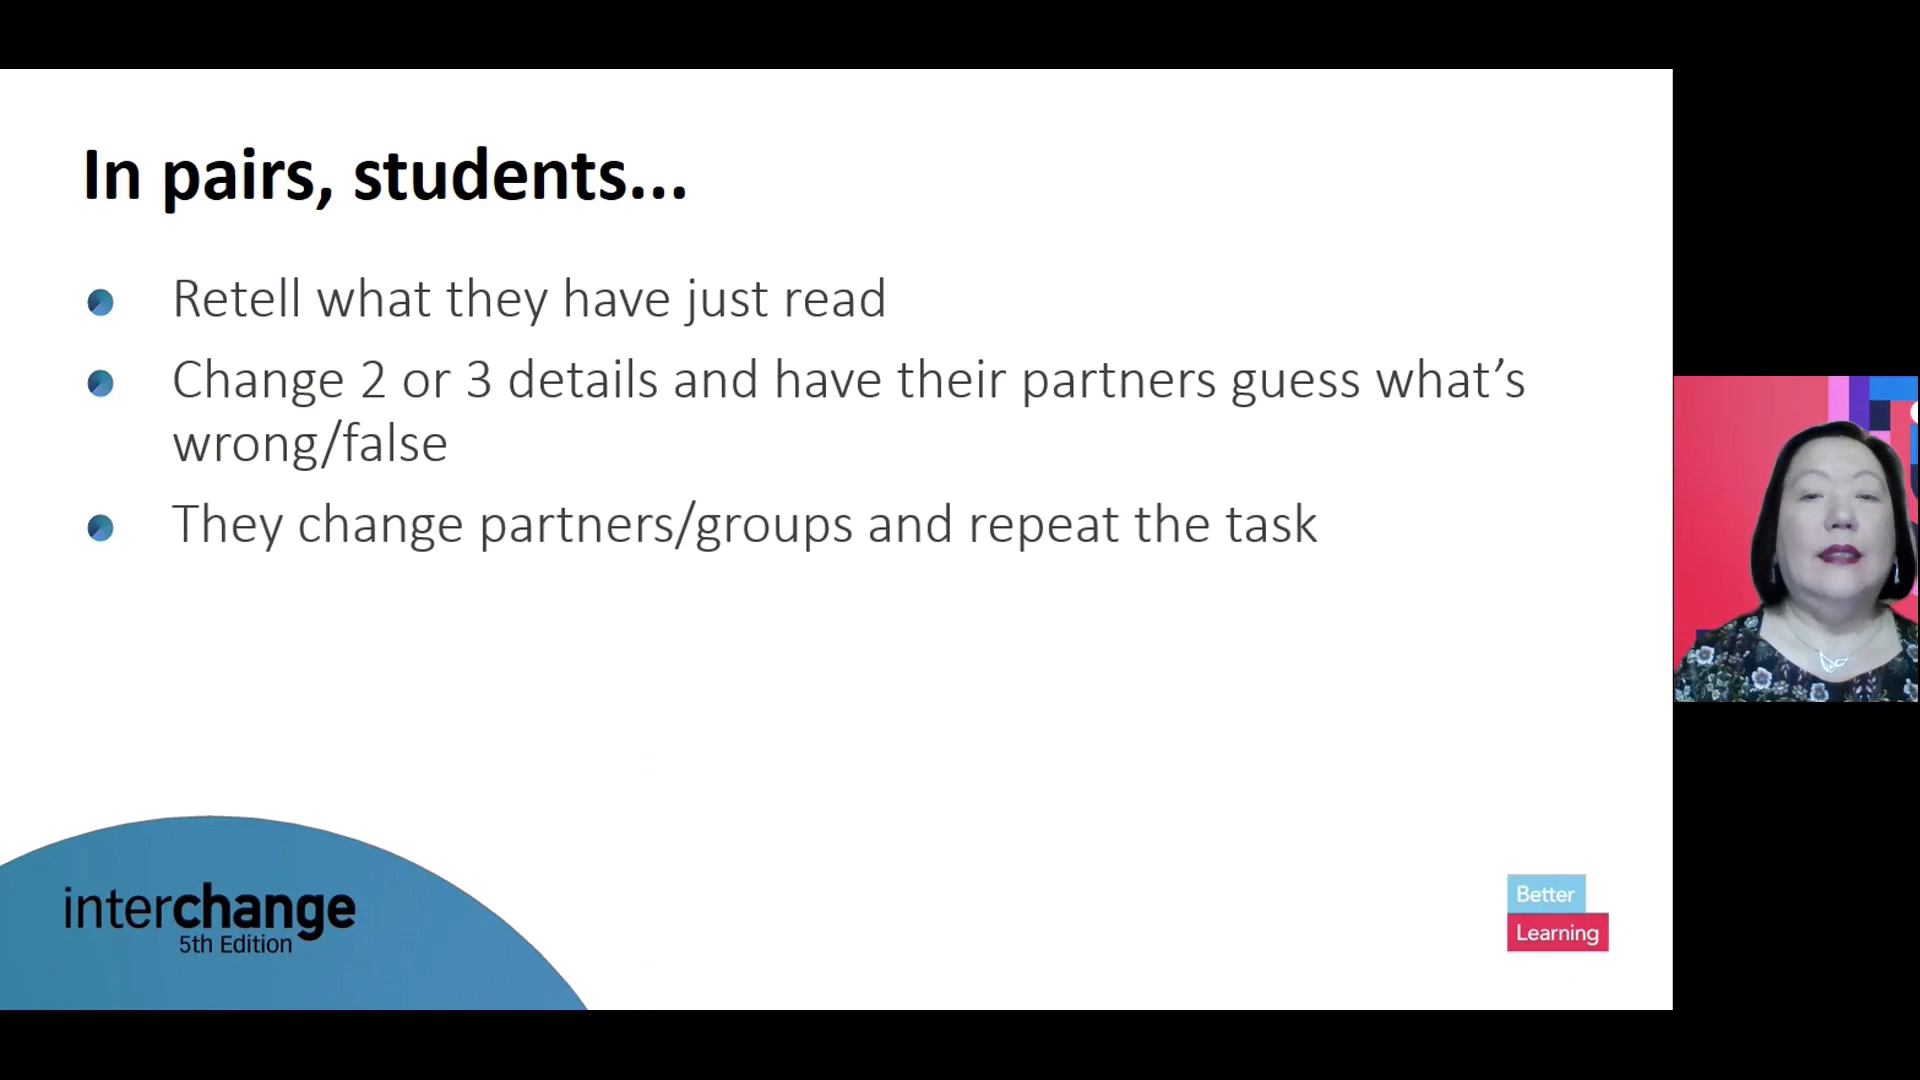 In pairs, students...
Retell what they have just read
Change 2 or 3 details and have their partners guess what’s
wrong/false
They change partners/groups and repeat the task
interchange
5th Edition
Better
Learning